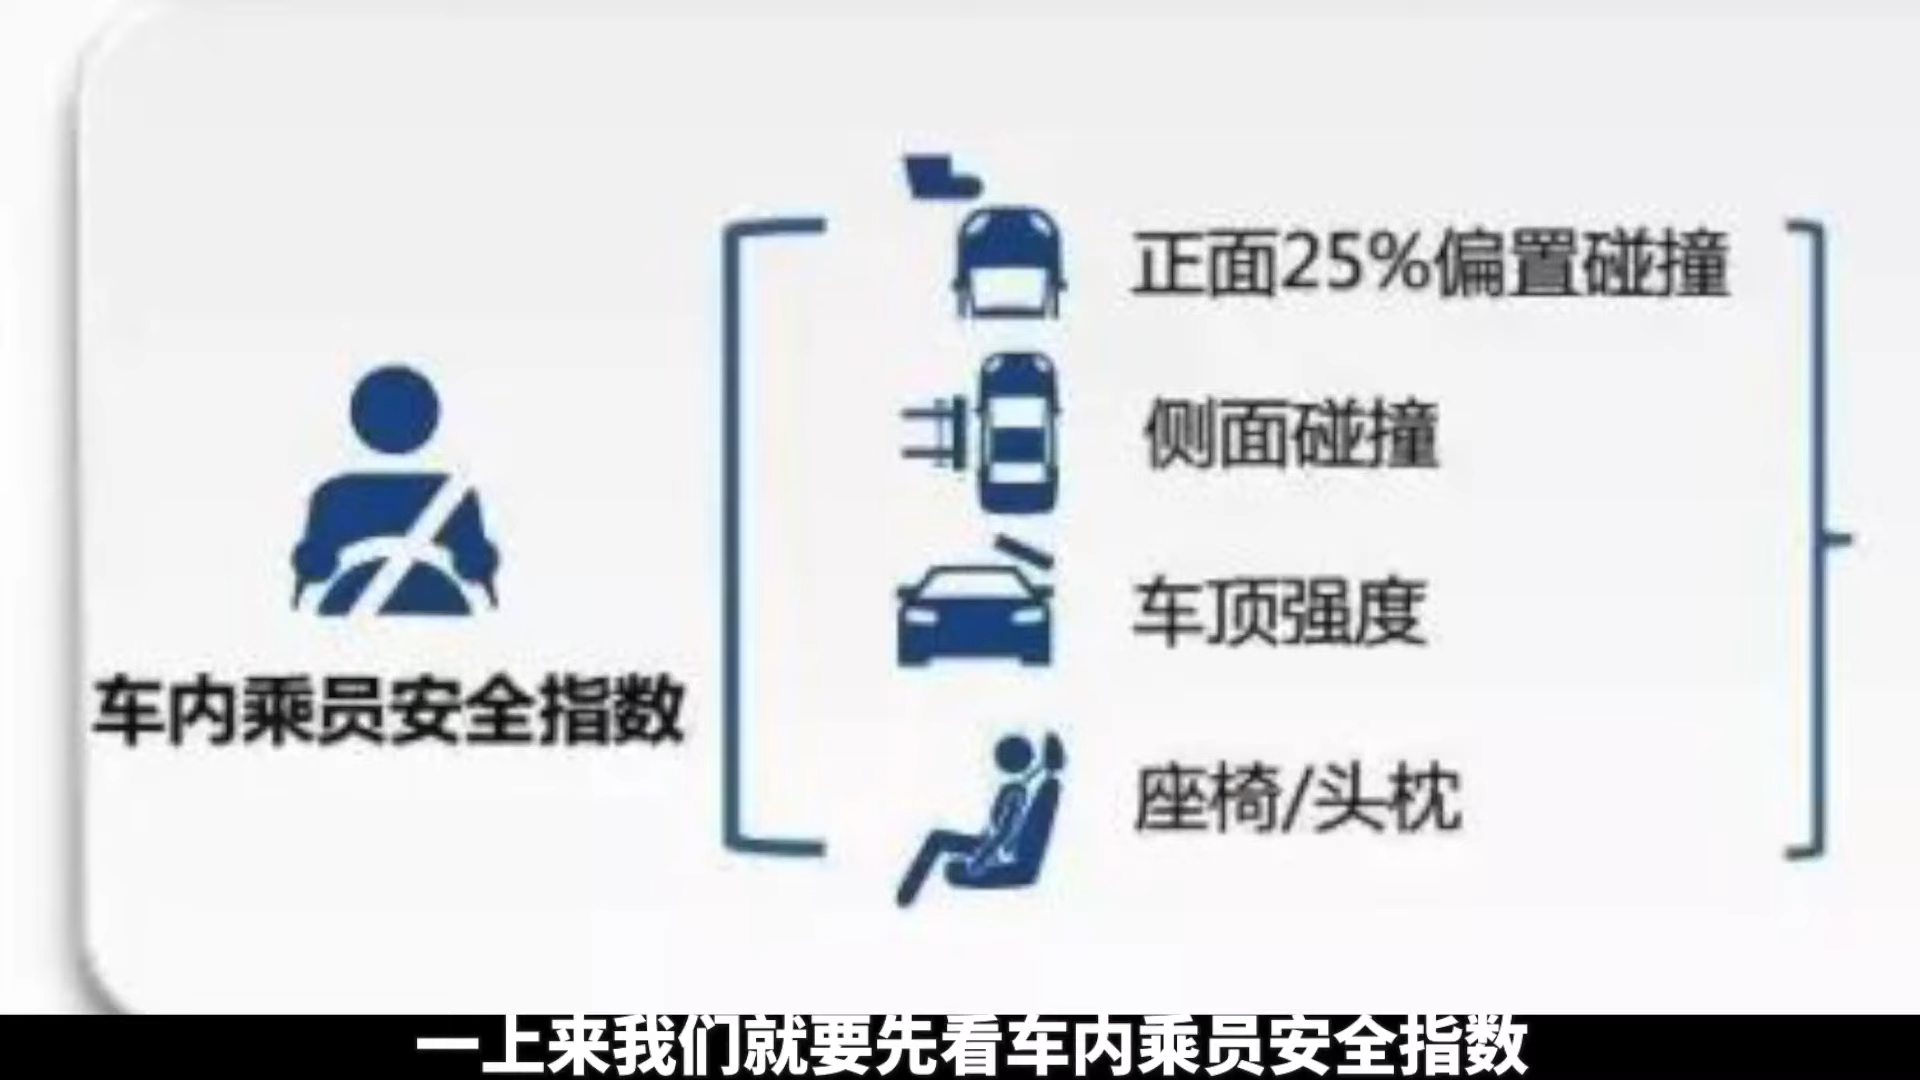 正面25%偏置碰撞
侧面碰撞
车顶强度
车内乘员安全指数
座椅/头枕
一上来我们就要先看车内乘员安全指数